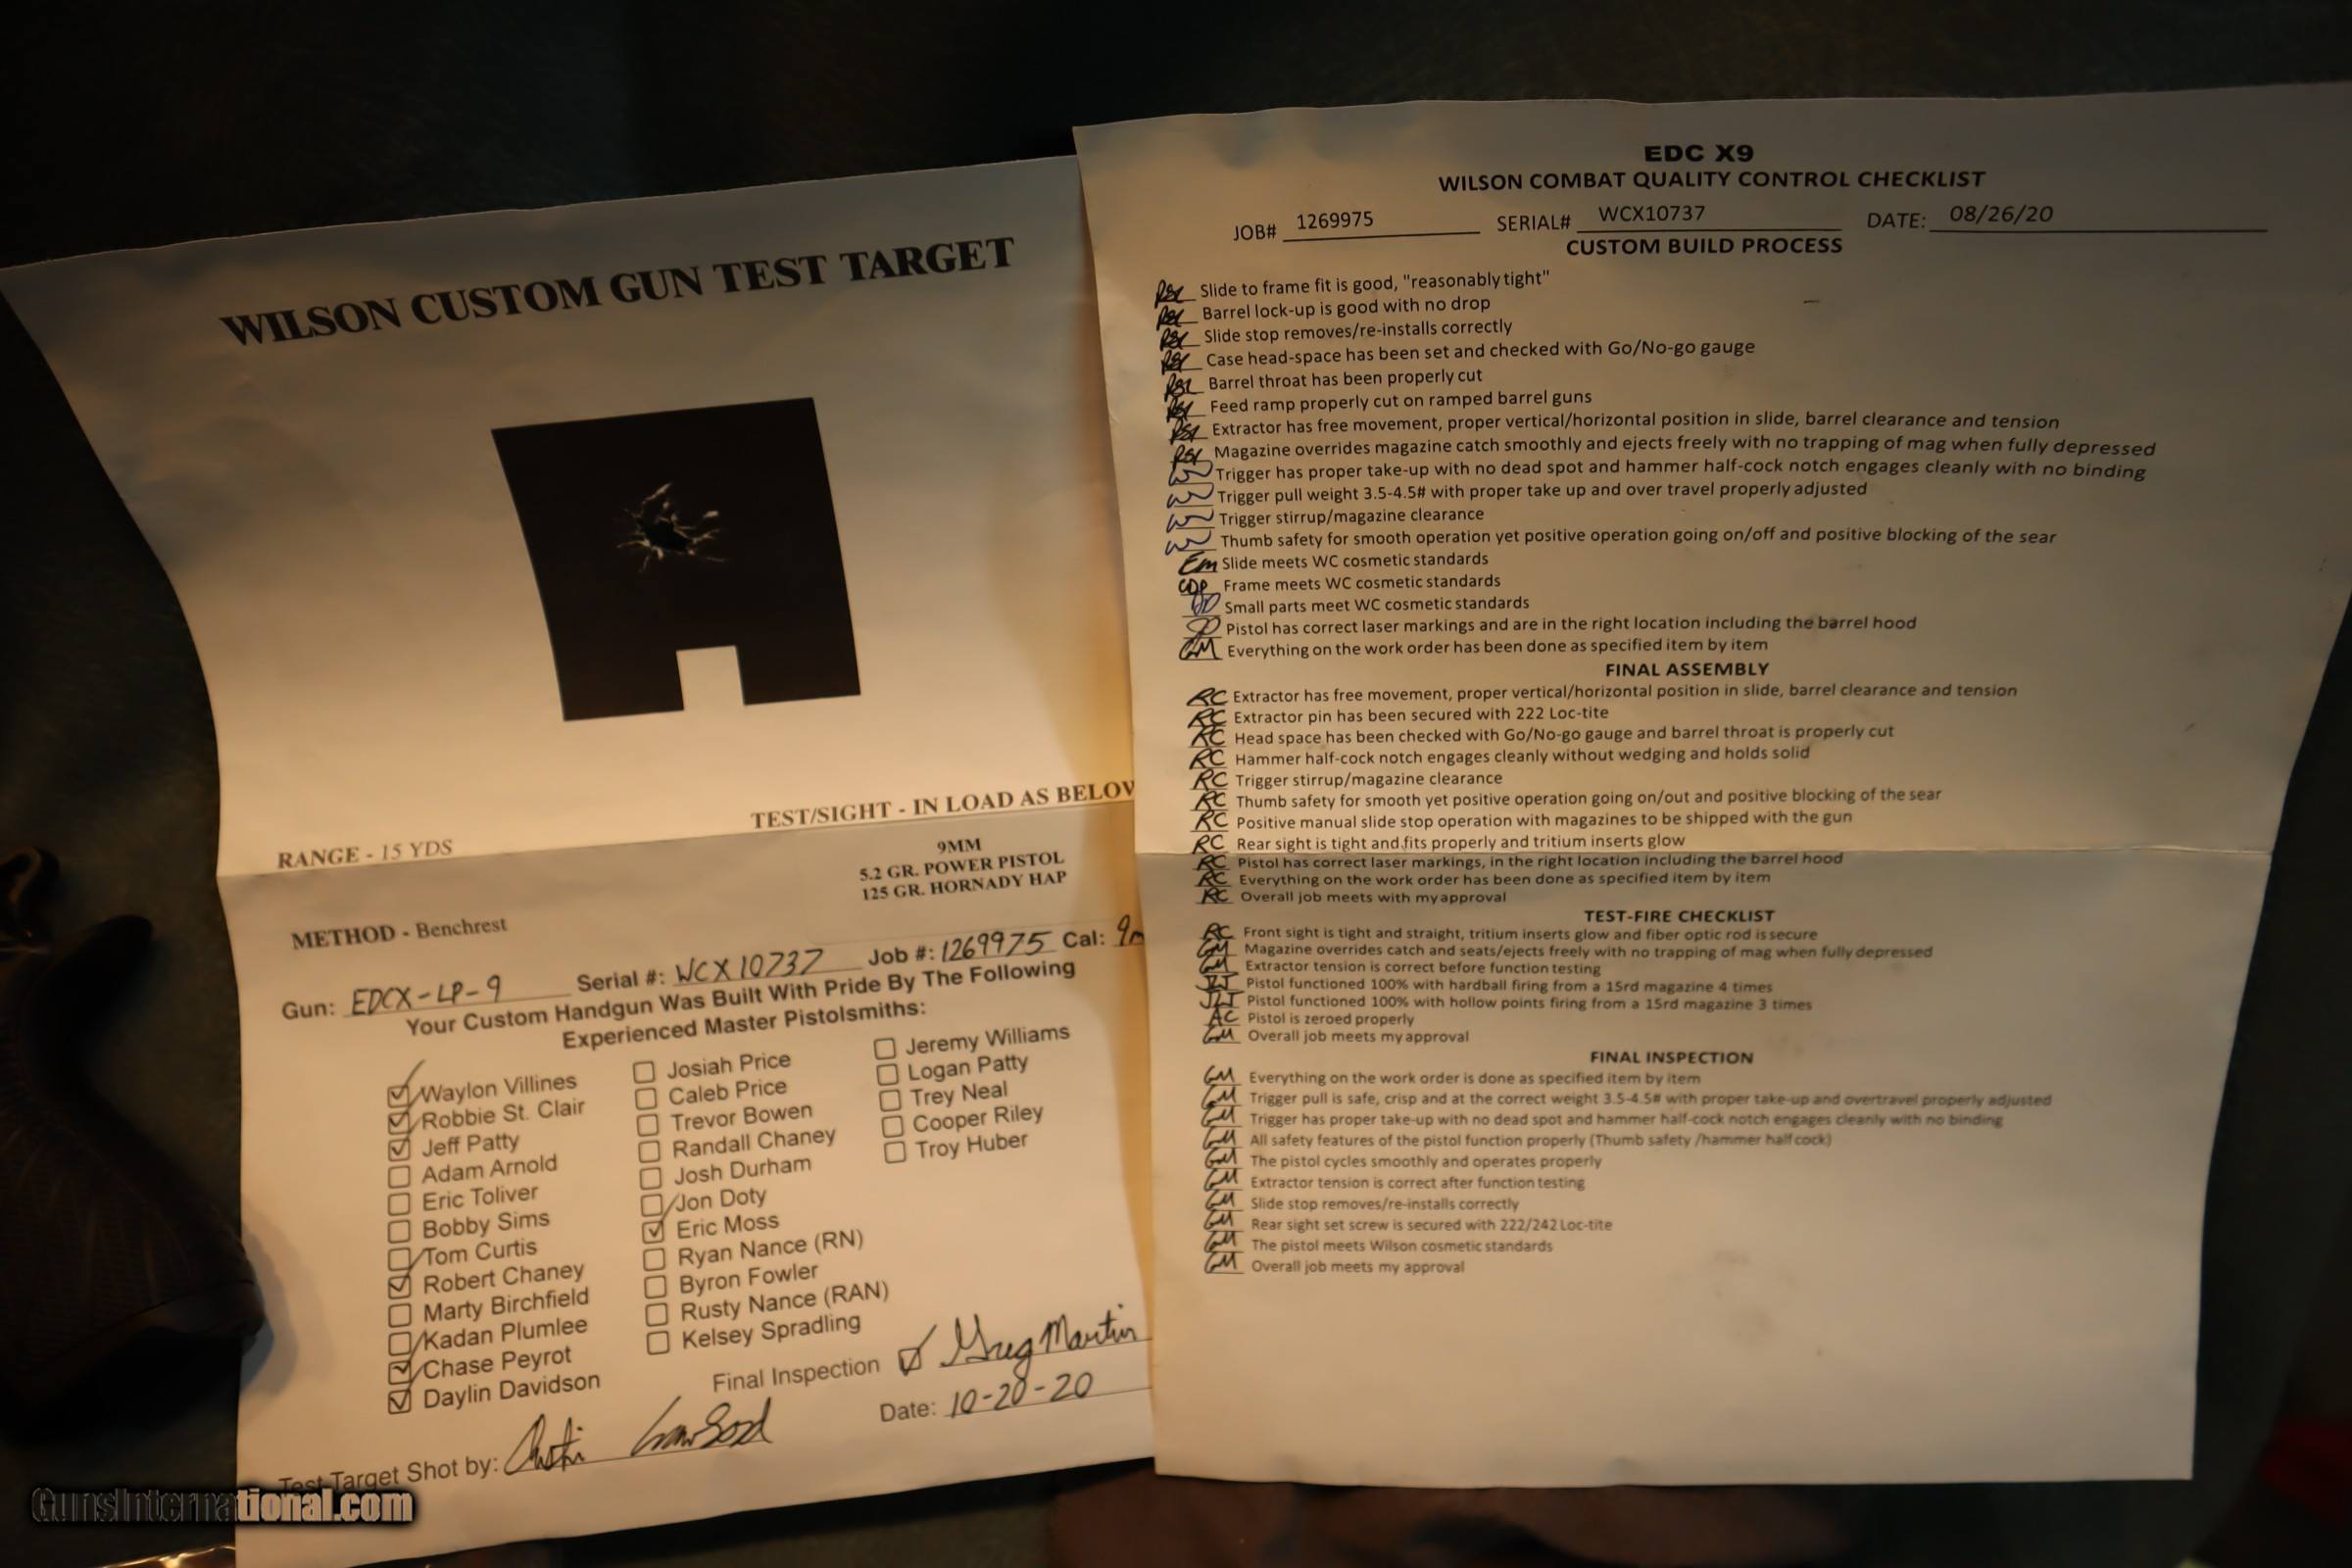 WILSON CUSTOM GUN TEST TARGET
TEST/SIGHT - IN LOAD AS BELOW
RANGE - 15 YDS
9MM
5.2 GR. POWER PISTOL
125 GR. HORNADY HAP
METHOD - Benchrest
Gun: EDCX-LP-9 Serial #: WCX10737 Job #: 1269975 Cal: 9m
Your Custom Handgun Was Built With Pride By The Following
Experienced Master Pistolsmiths:
Waylon Villines
Robbie St. Clair
Jeff Patty
Adam Arnold
Eric Toliver
Bobby Sims
Tom Curtis
Robert Chaney
Marty Birchfield
Kadan Plumlee
Chase Peyrot
Daylin Davidson
Josiah Price
Caleb Price
Trevor Bowen
Randall Chaney
Josh Durham
Jon Doty
Eric Moss
Ryan Nance (RN)
Byron Fowler
Rusty Nance (RAN)
Kelsey Spradling
Jeremy Williams
Logan Patty
Trey Neal
Cooper Riley
Troy Huber
Final Inspection Greg Martin
Date: 10-20-20
Test Target Shot by:
EDC X9
WILSON COMBAT QUALITY CONTROL CHECKLIST
JOB# 1269975 SERIAL# WCX10737 DATE: 08/26/20
CUSTOM BUILD PROCESS
Slide to frame fit is good, "reasonably tight"
Barrel lock-up is good with no drop
Slide stop removes/re-installs correctly
Case head-space has been set and checked with Go/No-go gauge
Barrel throat has been properly cut
Feed ramp properly cut on ramped barrel guns
Extractor has free movement, proper vertical/horizontal position in slide, barrel clearance and tension
Magazine overrides magazine catch smoothly and ejects freely with no trapping of mag when fully depressed
Trigger has proper take-up with no dead spot and hammer half-cock notch engages cleanly with no binding
Trigger pull weight 3.5-4.5# with proper take up and over travel properly adjusted
Trigger stirrup/magazine clearance
Thumb safety for smooth operation yet positive operation going on/off and positive blocking of the sear
Em Slide meets WC cosmetic standards
CDP Frame meets WC cosmetic standards
Small parts meet WC cosmetic standards
Pistol has correct laser markings and are in the right location including the barrel hood
GM Everything on the work order has been done as specified item by item
FINAL ASSEMBLY
RC Extractor has free movement, proper vertical/horizontal position in slide, barrel clearance and tension
RC Extractor pin has been secured with 222 Loc-tite
RC Head space has been checked with Go/No-go gauge and barrel throat is properly cut
RC Hammer half-cock notch engages cleanly without wedging and holds solid
RC Trigger stirrup/magazine clearance
RC Thumb safety for smooth yet positive operation going on/out and positive blocking of the sear
RC Positive manual slide stop operation with magazines to be shipped with the gun
RC Rear sight is tight and fits properly and tritium inserts glow
RC Pistol has correct laser markings, in the right location including the barrel hood
RC Everything on the work order has been done as specified item by item
RC Overall job meets with my approval
TEST-FIRE CHECKLIST
RC Front sight is tight and straight, tritium inserts glow and fiber optic rod is secure
GM Magazine overrides catch and seats/ejects freely with no trapping of mag when fully depressed
GM Extractor tension is correct before function testing
JLT Pistol functioned 100% with hardball firing from a 15rd magazine 4 times
JLT Pistol functioned 100% with hollow points firing from a 15rd magazine 3 times
AC Pistol is zeroed properly
GM Overall job meets my approval
FINAL INSPECTION
GM Everything on the work order is done as specified item by item
GM Trigger pull is safe, crisp and at the correct weight 3.5-4.5# with proper take-up and overtravel properly adjusted
GM Trigger has proper take-up with no dead spot and hammer half-cock notch engages cleanly with no binding
GM All safety features of the pistol function properly (Thumb safety /hammer half cock)
GM The pistol cycles smoothly and operates properly
GM Extractor tension is correct after function testing
GM Slide stop removes/re-installs correctly
GM Rear sight set screw is secured with 222/242 Loc-tite
GM The pistol meets Wilson cosmetic standards
GM Overall job meets my approval
GunsInternational.com